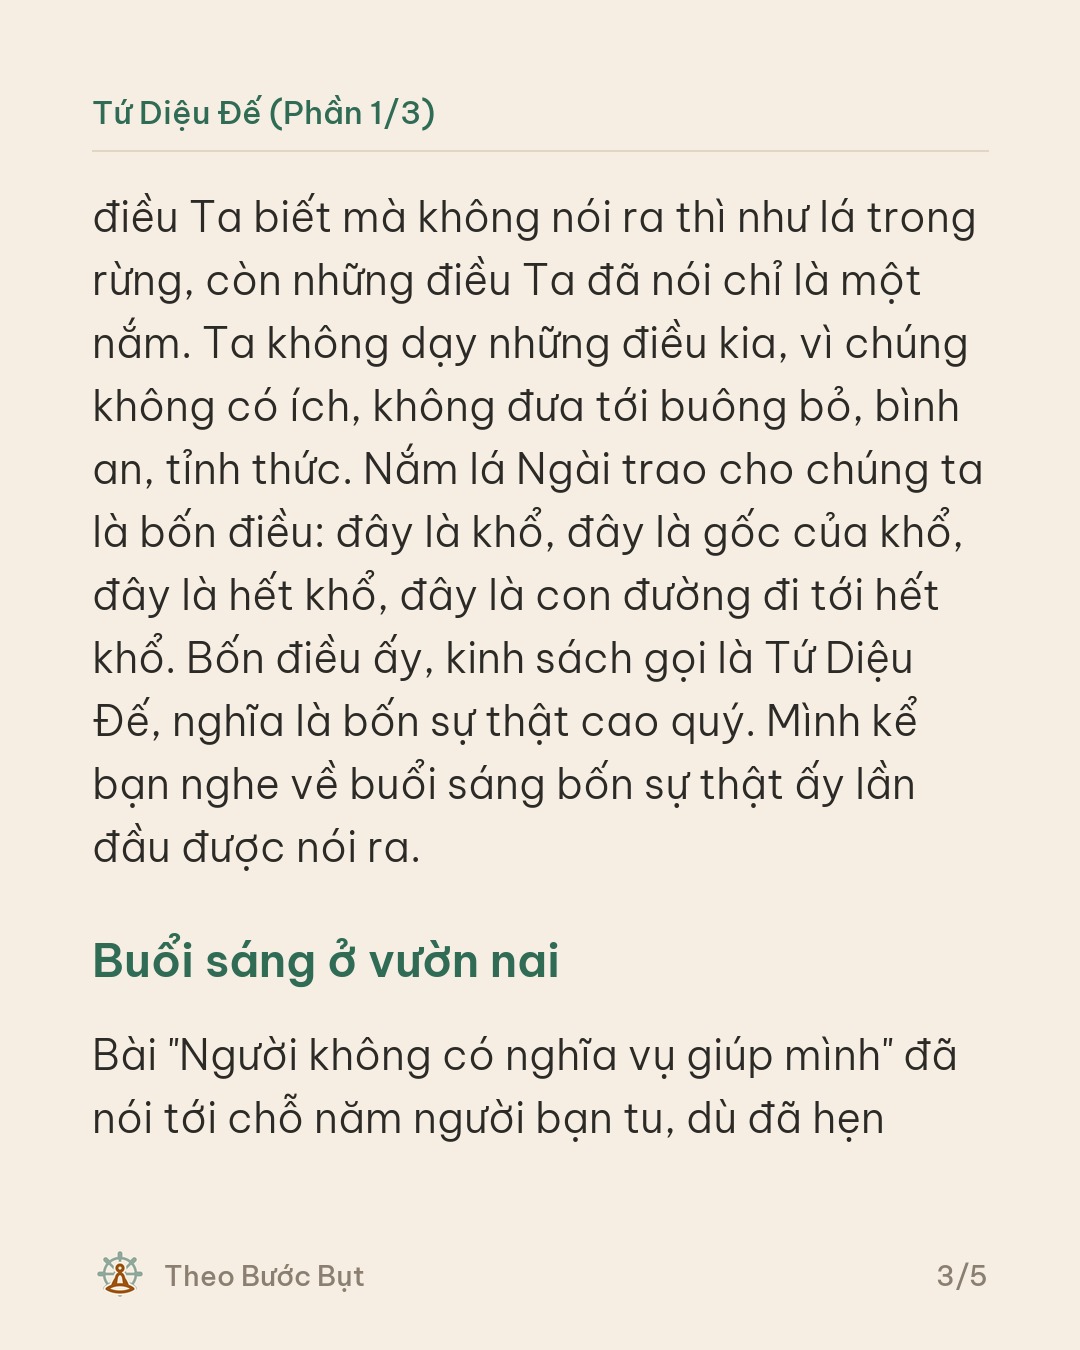 Tứ Diệu Đế (Phần 1/3)
điều Ta biết mà không nói ra thì như lá trong
rừng, còn những điều Ta đã nói chỉ là một
nắm. Ta không dạy những điều kia, vì chúng
không có ích, không đưa tới buông bỏ, bình
an, tỉnh thức. Nắm lá Ngài trao cho chúng ta
là bốn điều: đây là khổ, đây là gốc của khổ,
đây là hết khổ, đây là con đường đi tới hết
khổ. Bốn điều ấy, kinh sách gọi là Tứ Diệu
Đế, nghĩa là bốn sự thật cao quý. Mình kể
bạn nghe về buổi sáng bốn sự thật ấy lần
đầu được nói ra.
Buổi sáng ở vườn nai
Bài "Người không có nghĩa vụ giúp mình" đã
nói tới chỗ năm người bạn tu, dù đã hẹn
Theo Bước Bụt
3/5